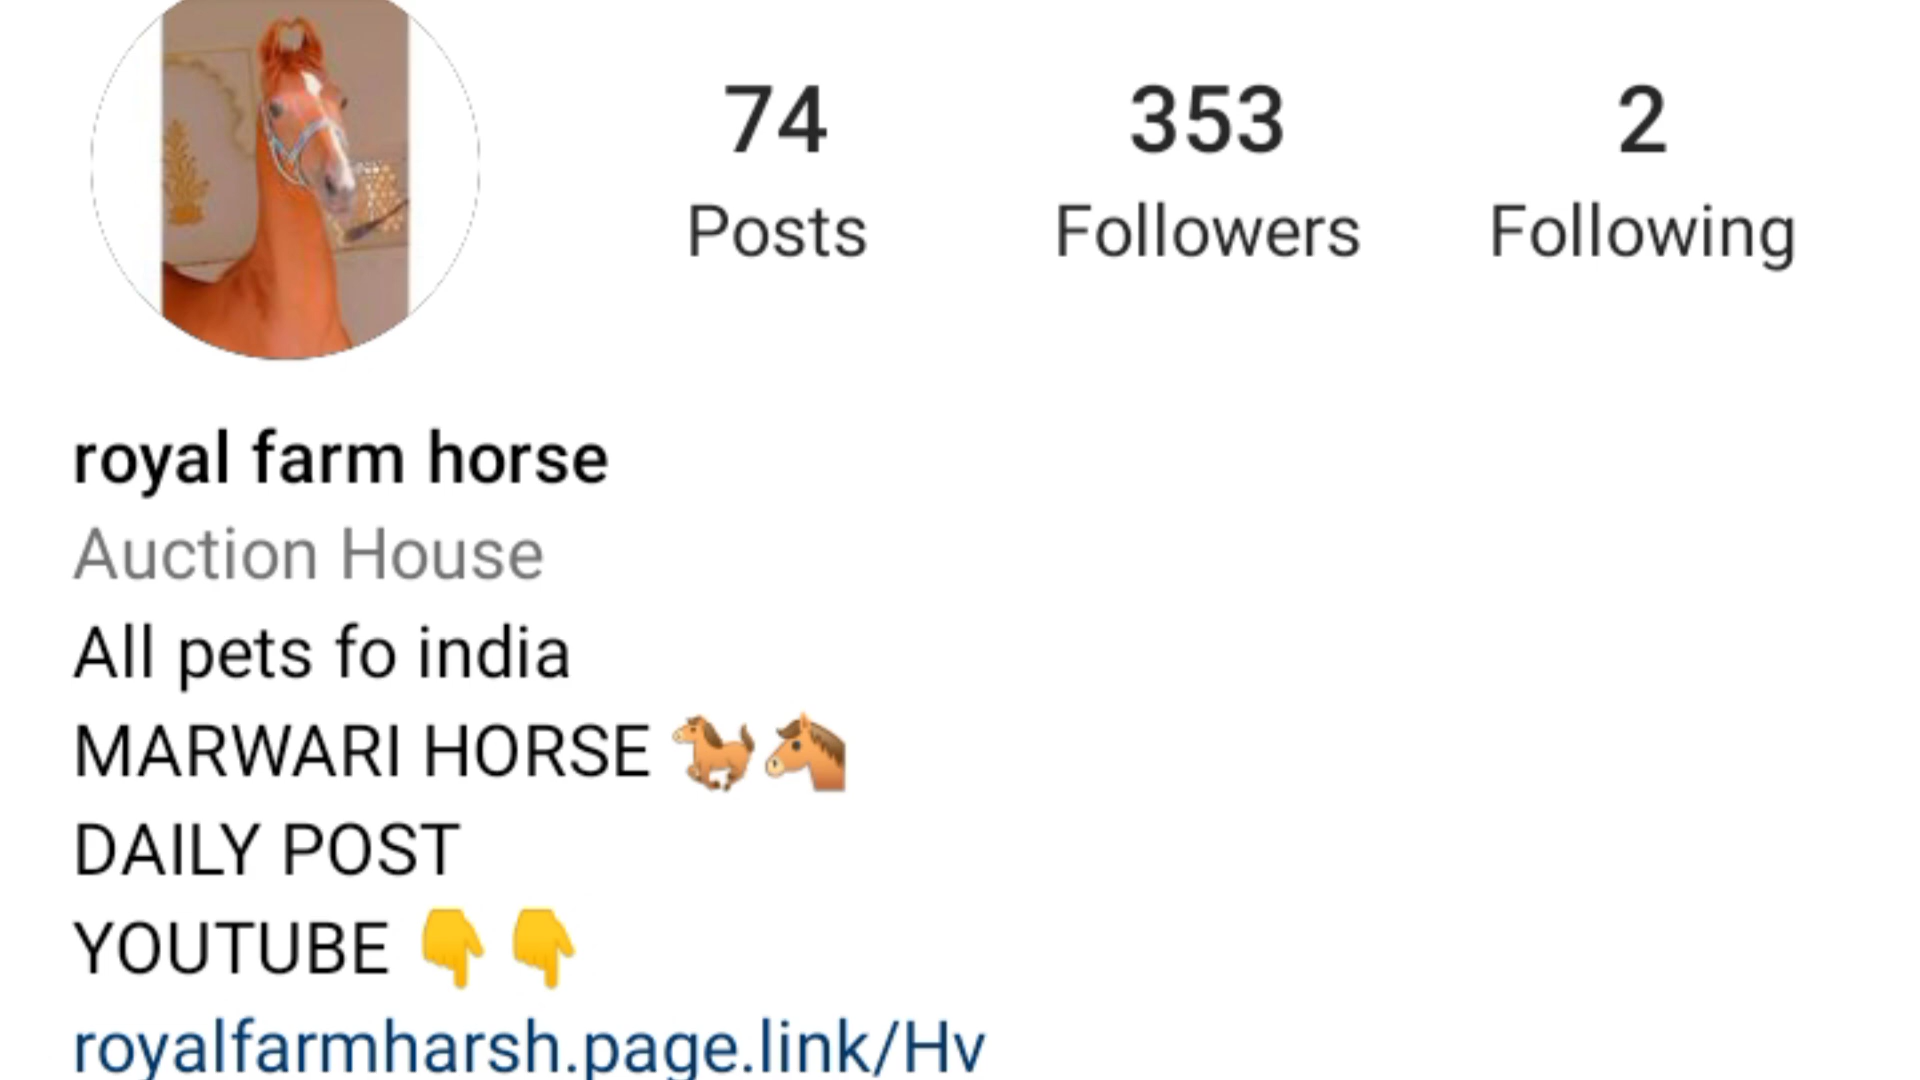 74 353 2
Posts Followers Following
royal farm horse
Auction House
All pets fo india
MARWARI HORSE 🐎🐴
DAILY POST
YOUTUBE 👇👇
royalfarmharsh.page.link/Hv